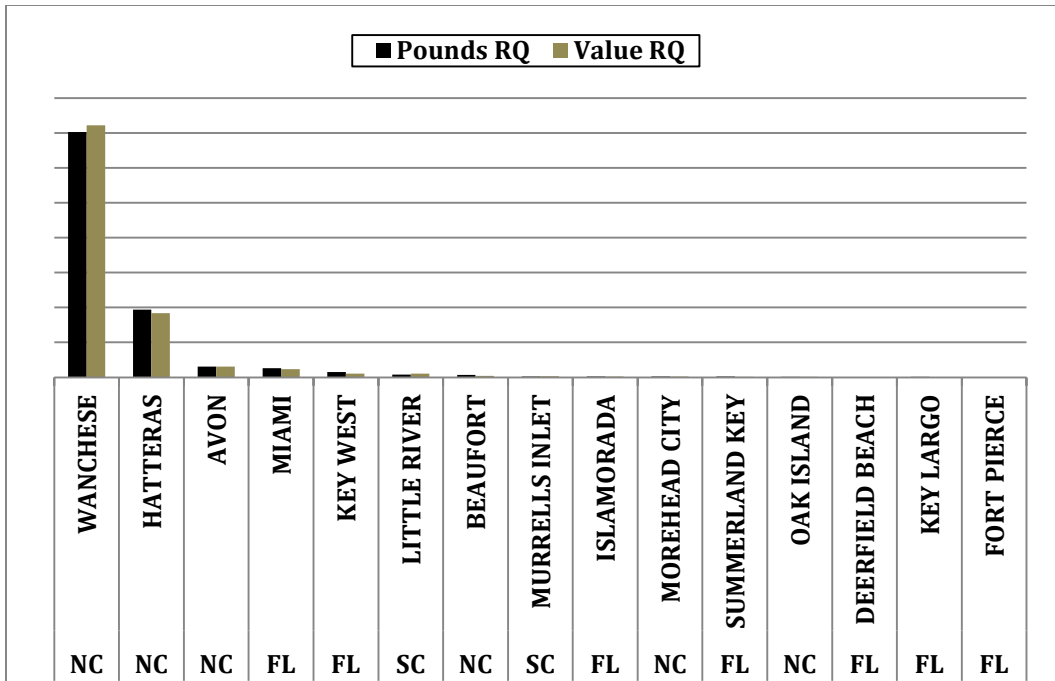 Pounds RQ Value RQ
WANCHESE
HATTERAS
AVON
MIAMI
KEY WEST
LITTLE RIVER
BEAUFORT
MURRELLS INLET
ISLAMORADA
MOREHEAD CITY
SUMMERLAND KEY
OAK ISLAND
DEERFIELD BEACH
KEY LARGO
FORT PIERCE
NC NC NC FL FL SC NC SC FL NC FL NC FL FL FL